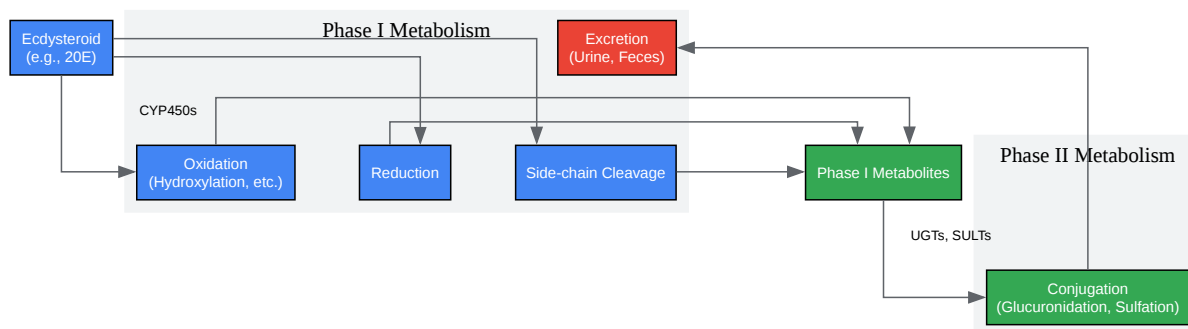 Ecdysteroid
(e.g., 20E)
Phase I Metabolism
Excretion
(Urine, Feces)
CYP450s
Oxidation
(Hydroxylation, etc.)
Reduction
Side-chain Cleavage
Phase I Metabolites
Phase II Metabolism
UGTs, SULTs
Conjugation
(Glucuronidation, Sulfation)